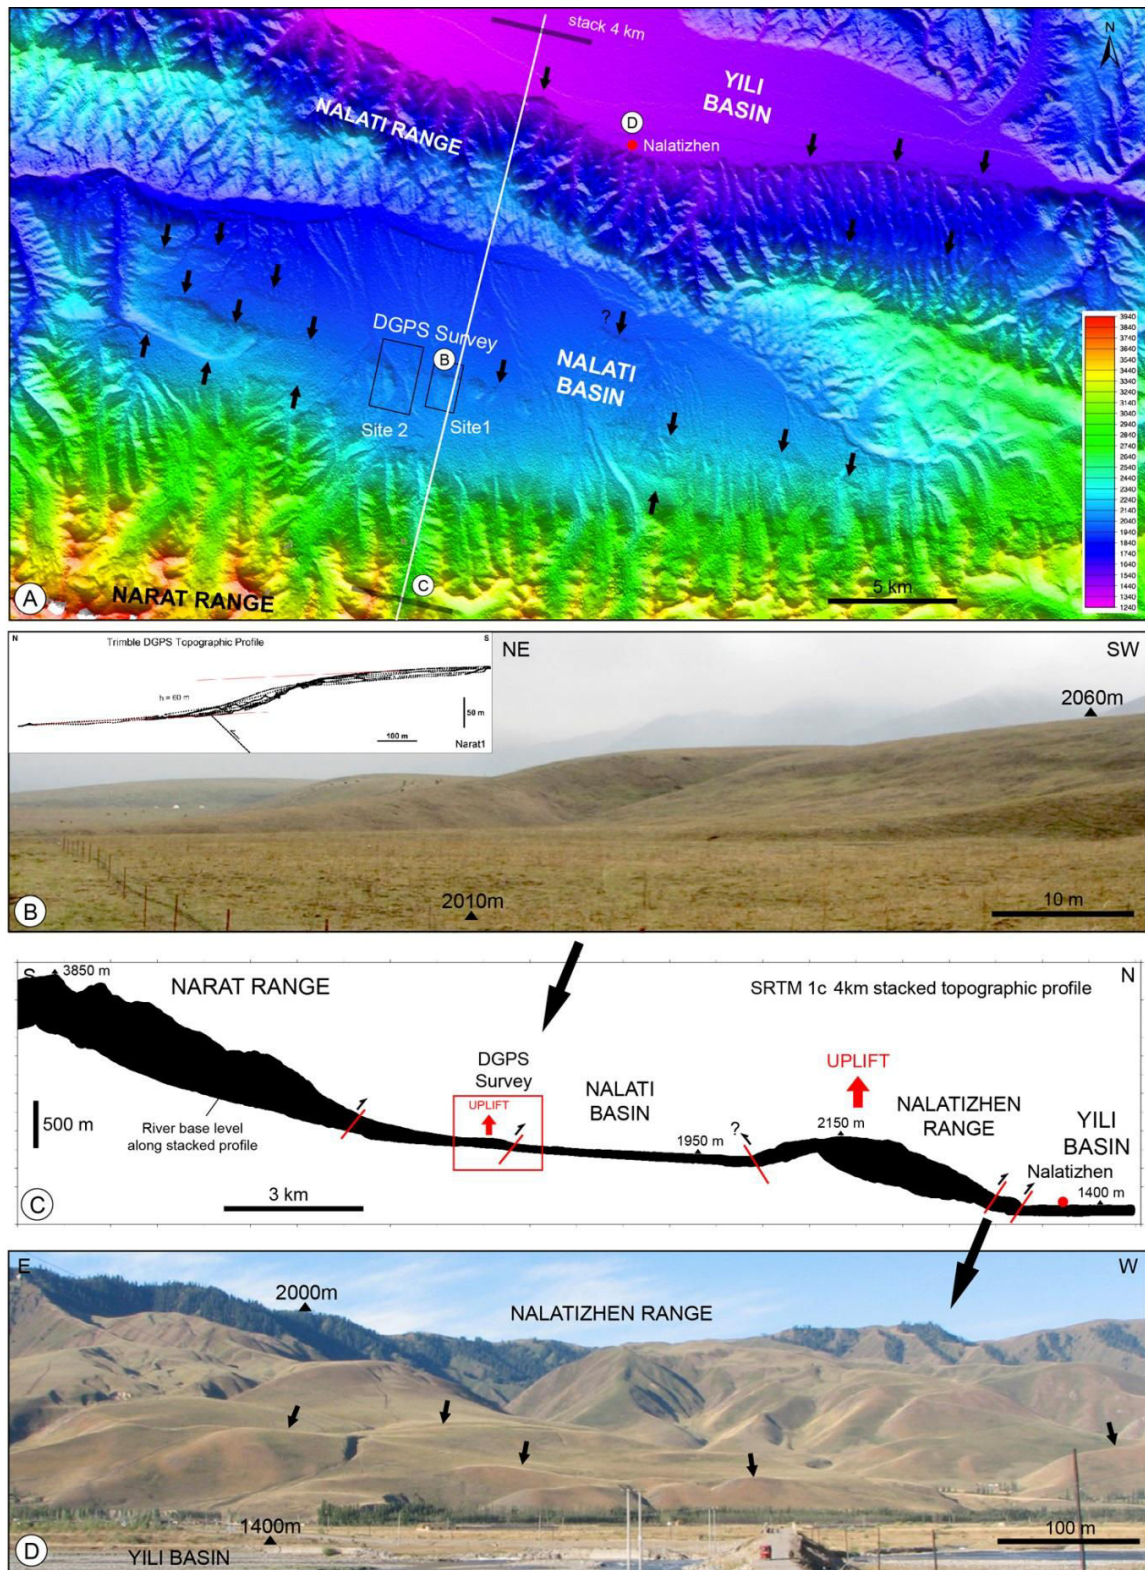 stack 4 km
N
YILI
BASIN
NALATI RANGE
D
Nalatizhen
?
DGPS Survey
B
NALATI
BASIN
Site 2
Site1
C
5 km
A
NARAT RANGE
3940
3840
3740
3640
3540
3440
3340
3240
3140
3040
2940
2840
2740
2640
2540
2440
2340
2240
2140
2040
1940
1840
1740
1640
1540
1440
1340
1240
N
Trimble DGPS Topographic Profile
S
h = 60 m
50 m
100 m
Narat1
NE
SW
2060m
2010m
10 m
B
S
3850 m
NARAT RANGE
N
SRTM 1c 4km stacked topographic profile
DGPS
Survey
UPLIFT
UPLIFT
NALATI
BASIN
NALATIZHEN
RANGE
YILI
BASIN
500 m
River base level
along stacked profile
1950 m
?
2150 m
Nalatizhen
1400 m
3 km
C
E
W
2000m
NALATIZHEN RANGE
1400m
YILI BASIN
100 m
D